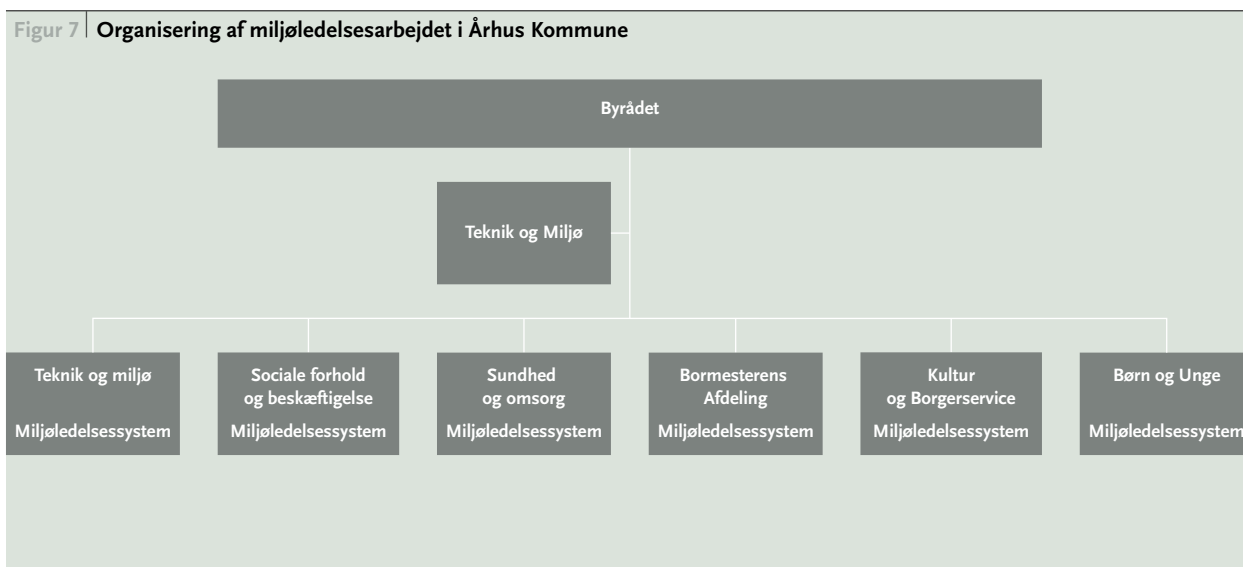 Figur 7 Organisering af miljøledelsesarbejdet i Århus Kommune
Byrådet
Teknik og Miljø
Teknik og miljø
Miljøledelsessystem
Sociale forhold
og beskæftigelse
Miljøledelsessystem
Sundhed
og omsorg
Miljøledelsessystem
Bormesterens
Afdeling
Miljøledelsessystem
Kultur
og Borgerservice
Miljøledelsessystem
Børn og Unge
Miljøledelsessystem